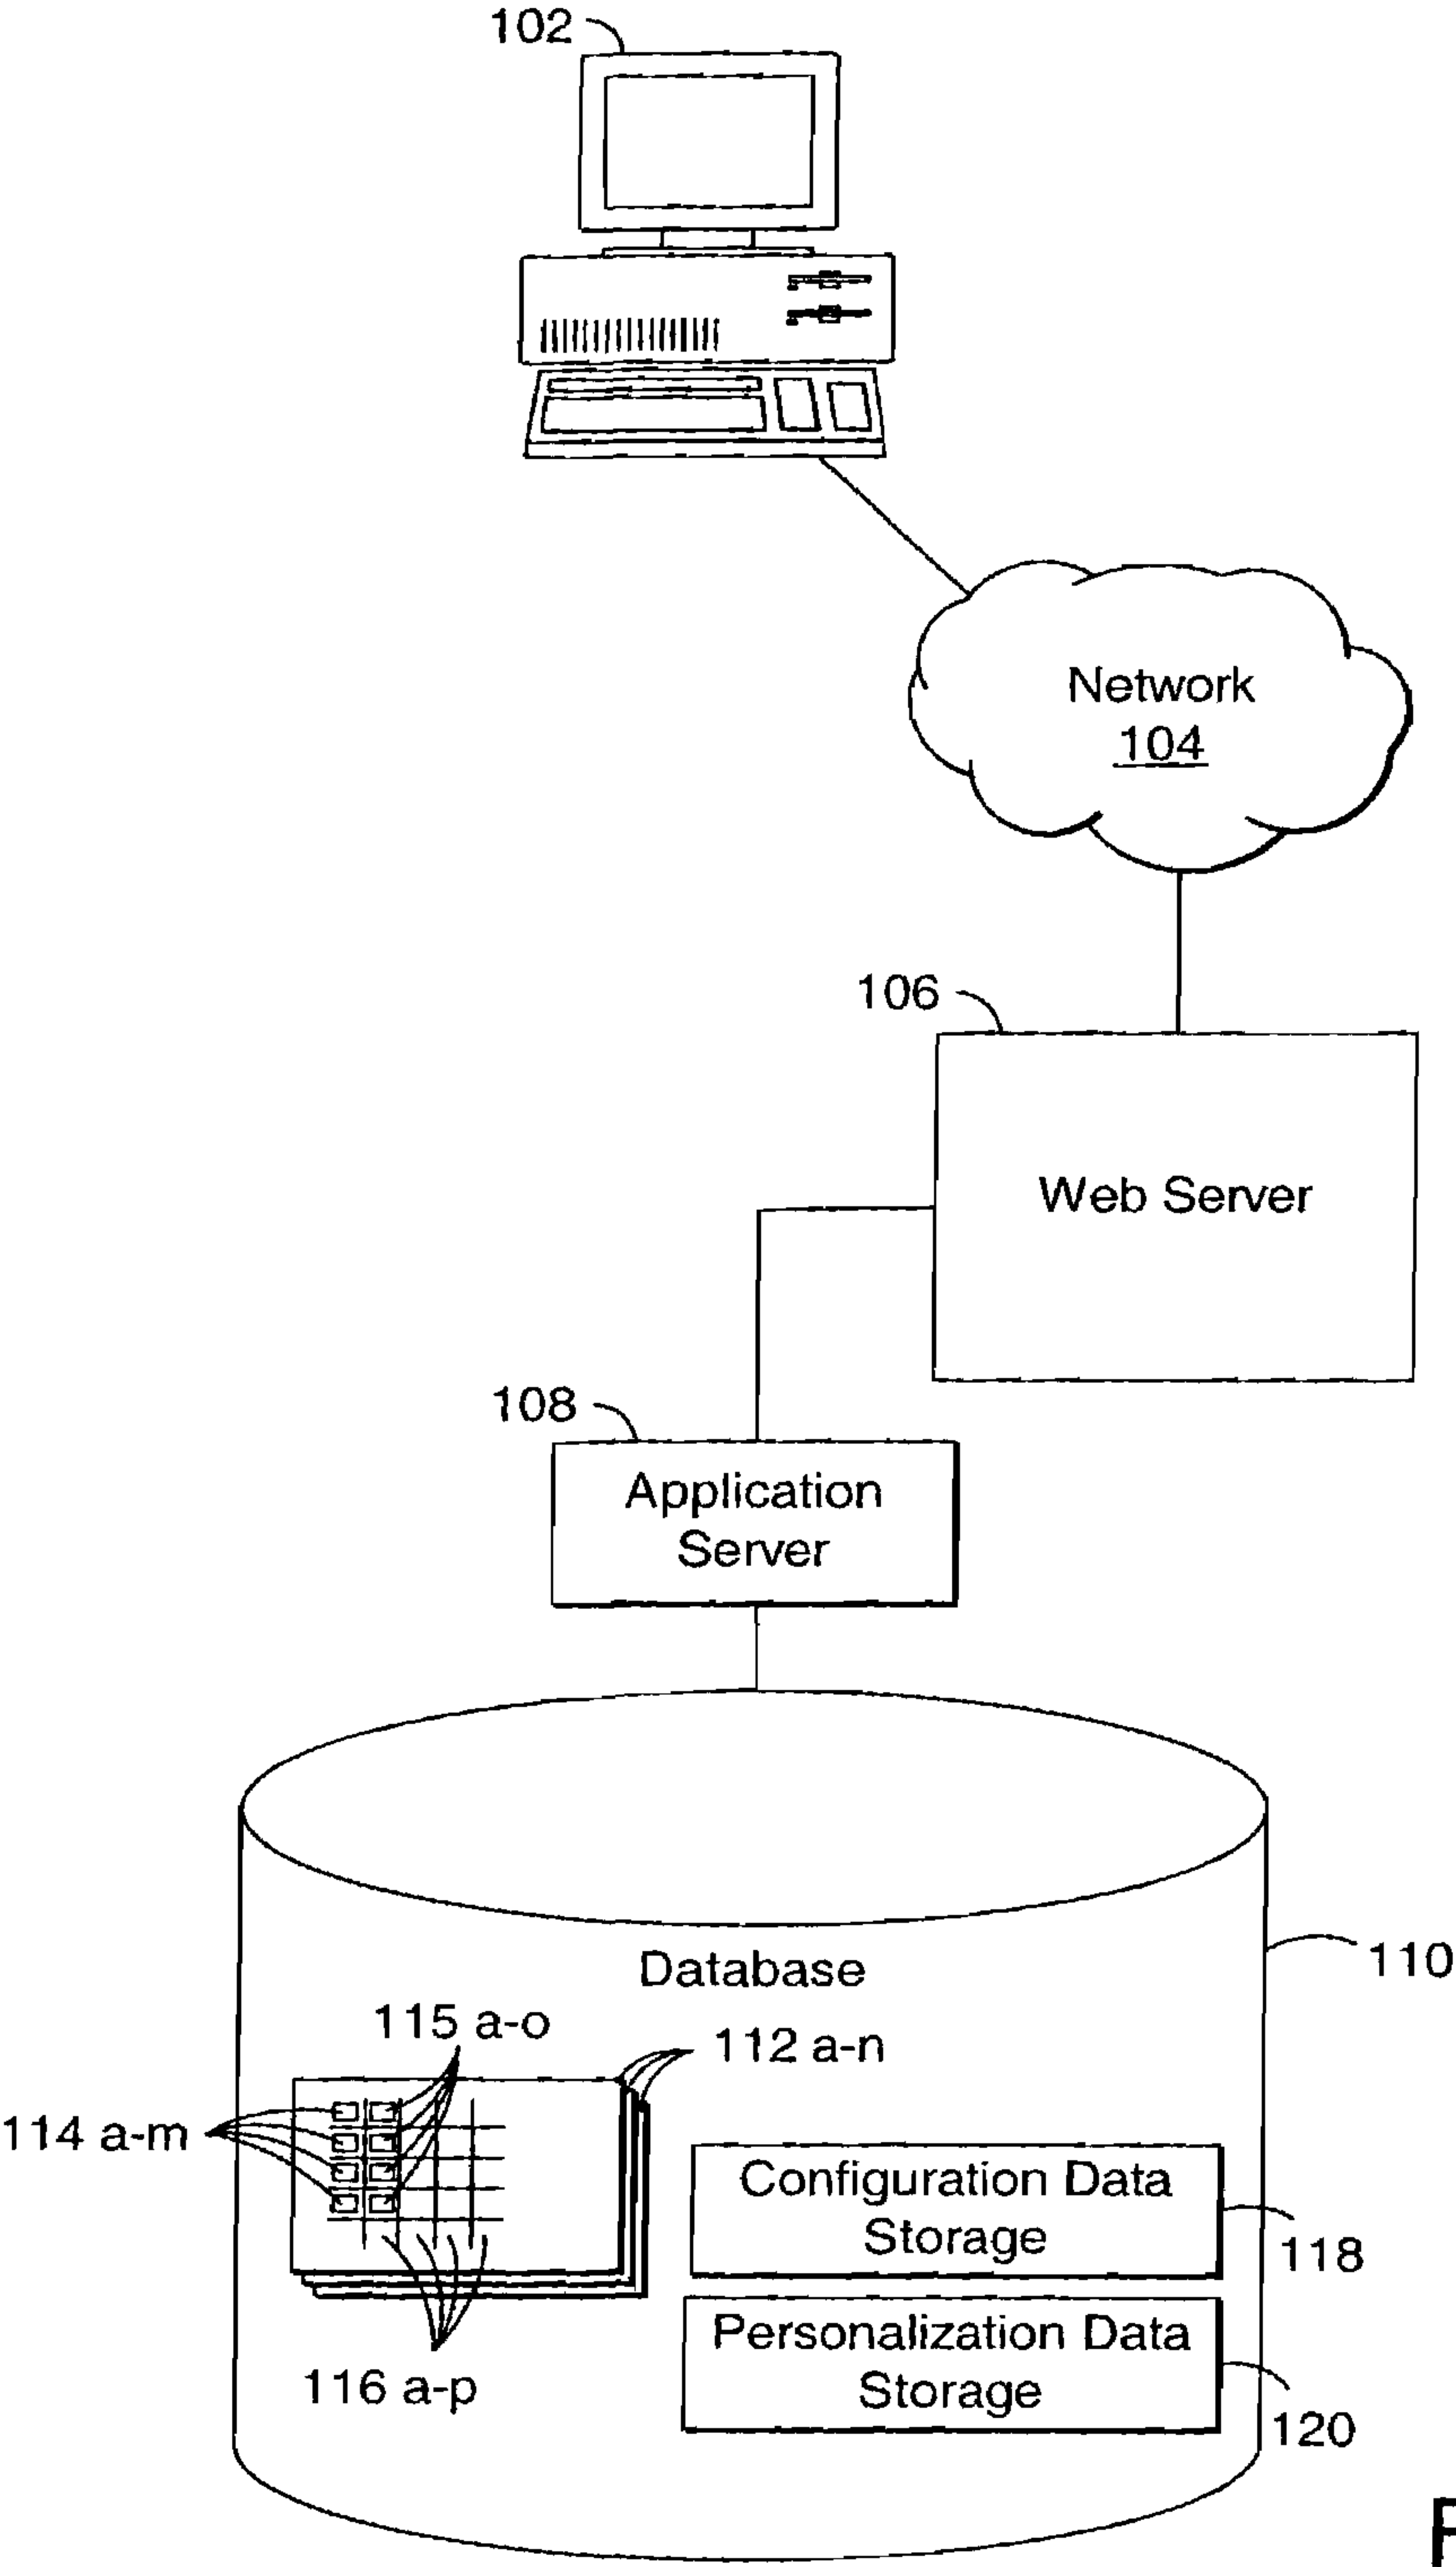 102
Network
104
106
Web Server
108
Application
Server
Database
110
115 a-o
112 a-n
114 a-m
Configuration Data
Storage
118
Personalization Data
Storage
116 a-p
120